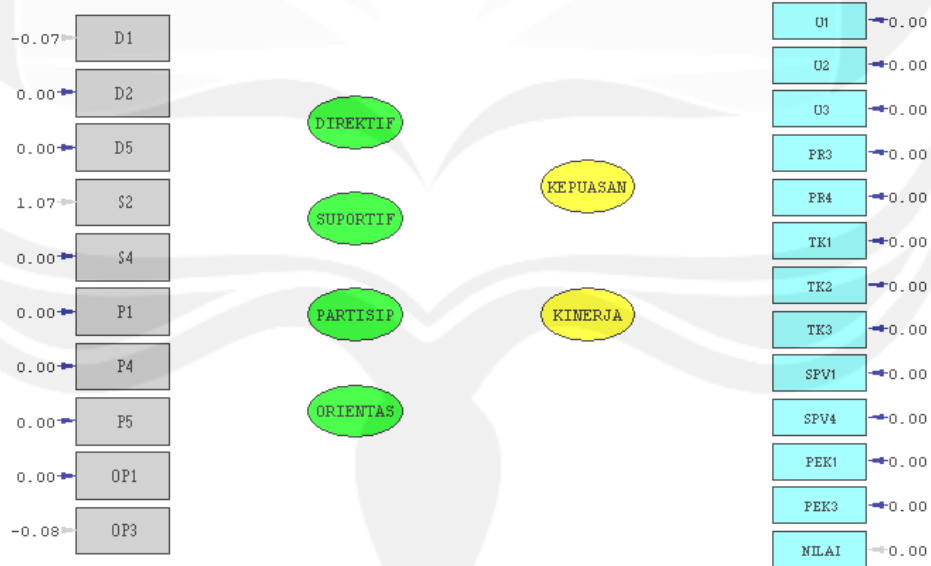 -0.07 D1
0.00 D2
0.00 D5
1.07 S2
0.00 S4
0.00 P1
0.00 P4
0.00 P5
0.00 OP1
-0.08 OP3
DIREKTIF
SUPORTIF
PARTISIP
ORIENTAS
KEPUASAN
KINERJA
U1 0.00
U2 0.00
U3 0.00
PR3 0.00
PR4 0.00
TK1 0.00
TK2 0.00
TK3 0.00
SPV1 0.00
SPV4 0.00
PEK1 0.00
PEK3 0.00
NILAI 0.00